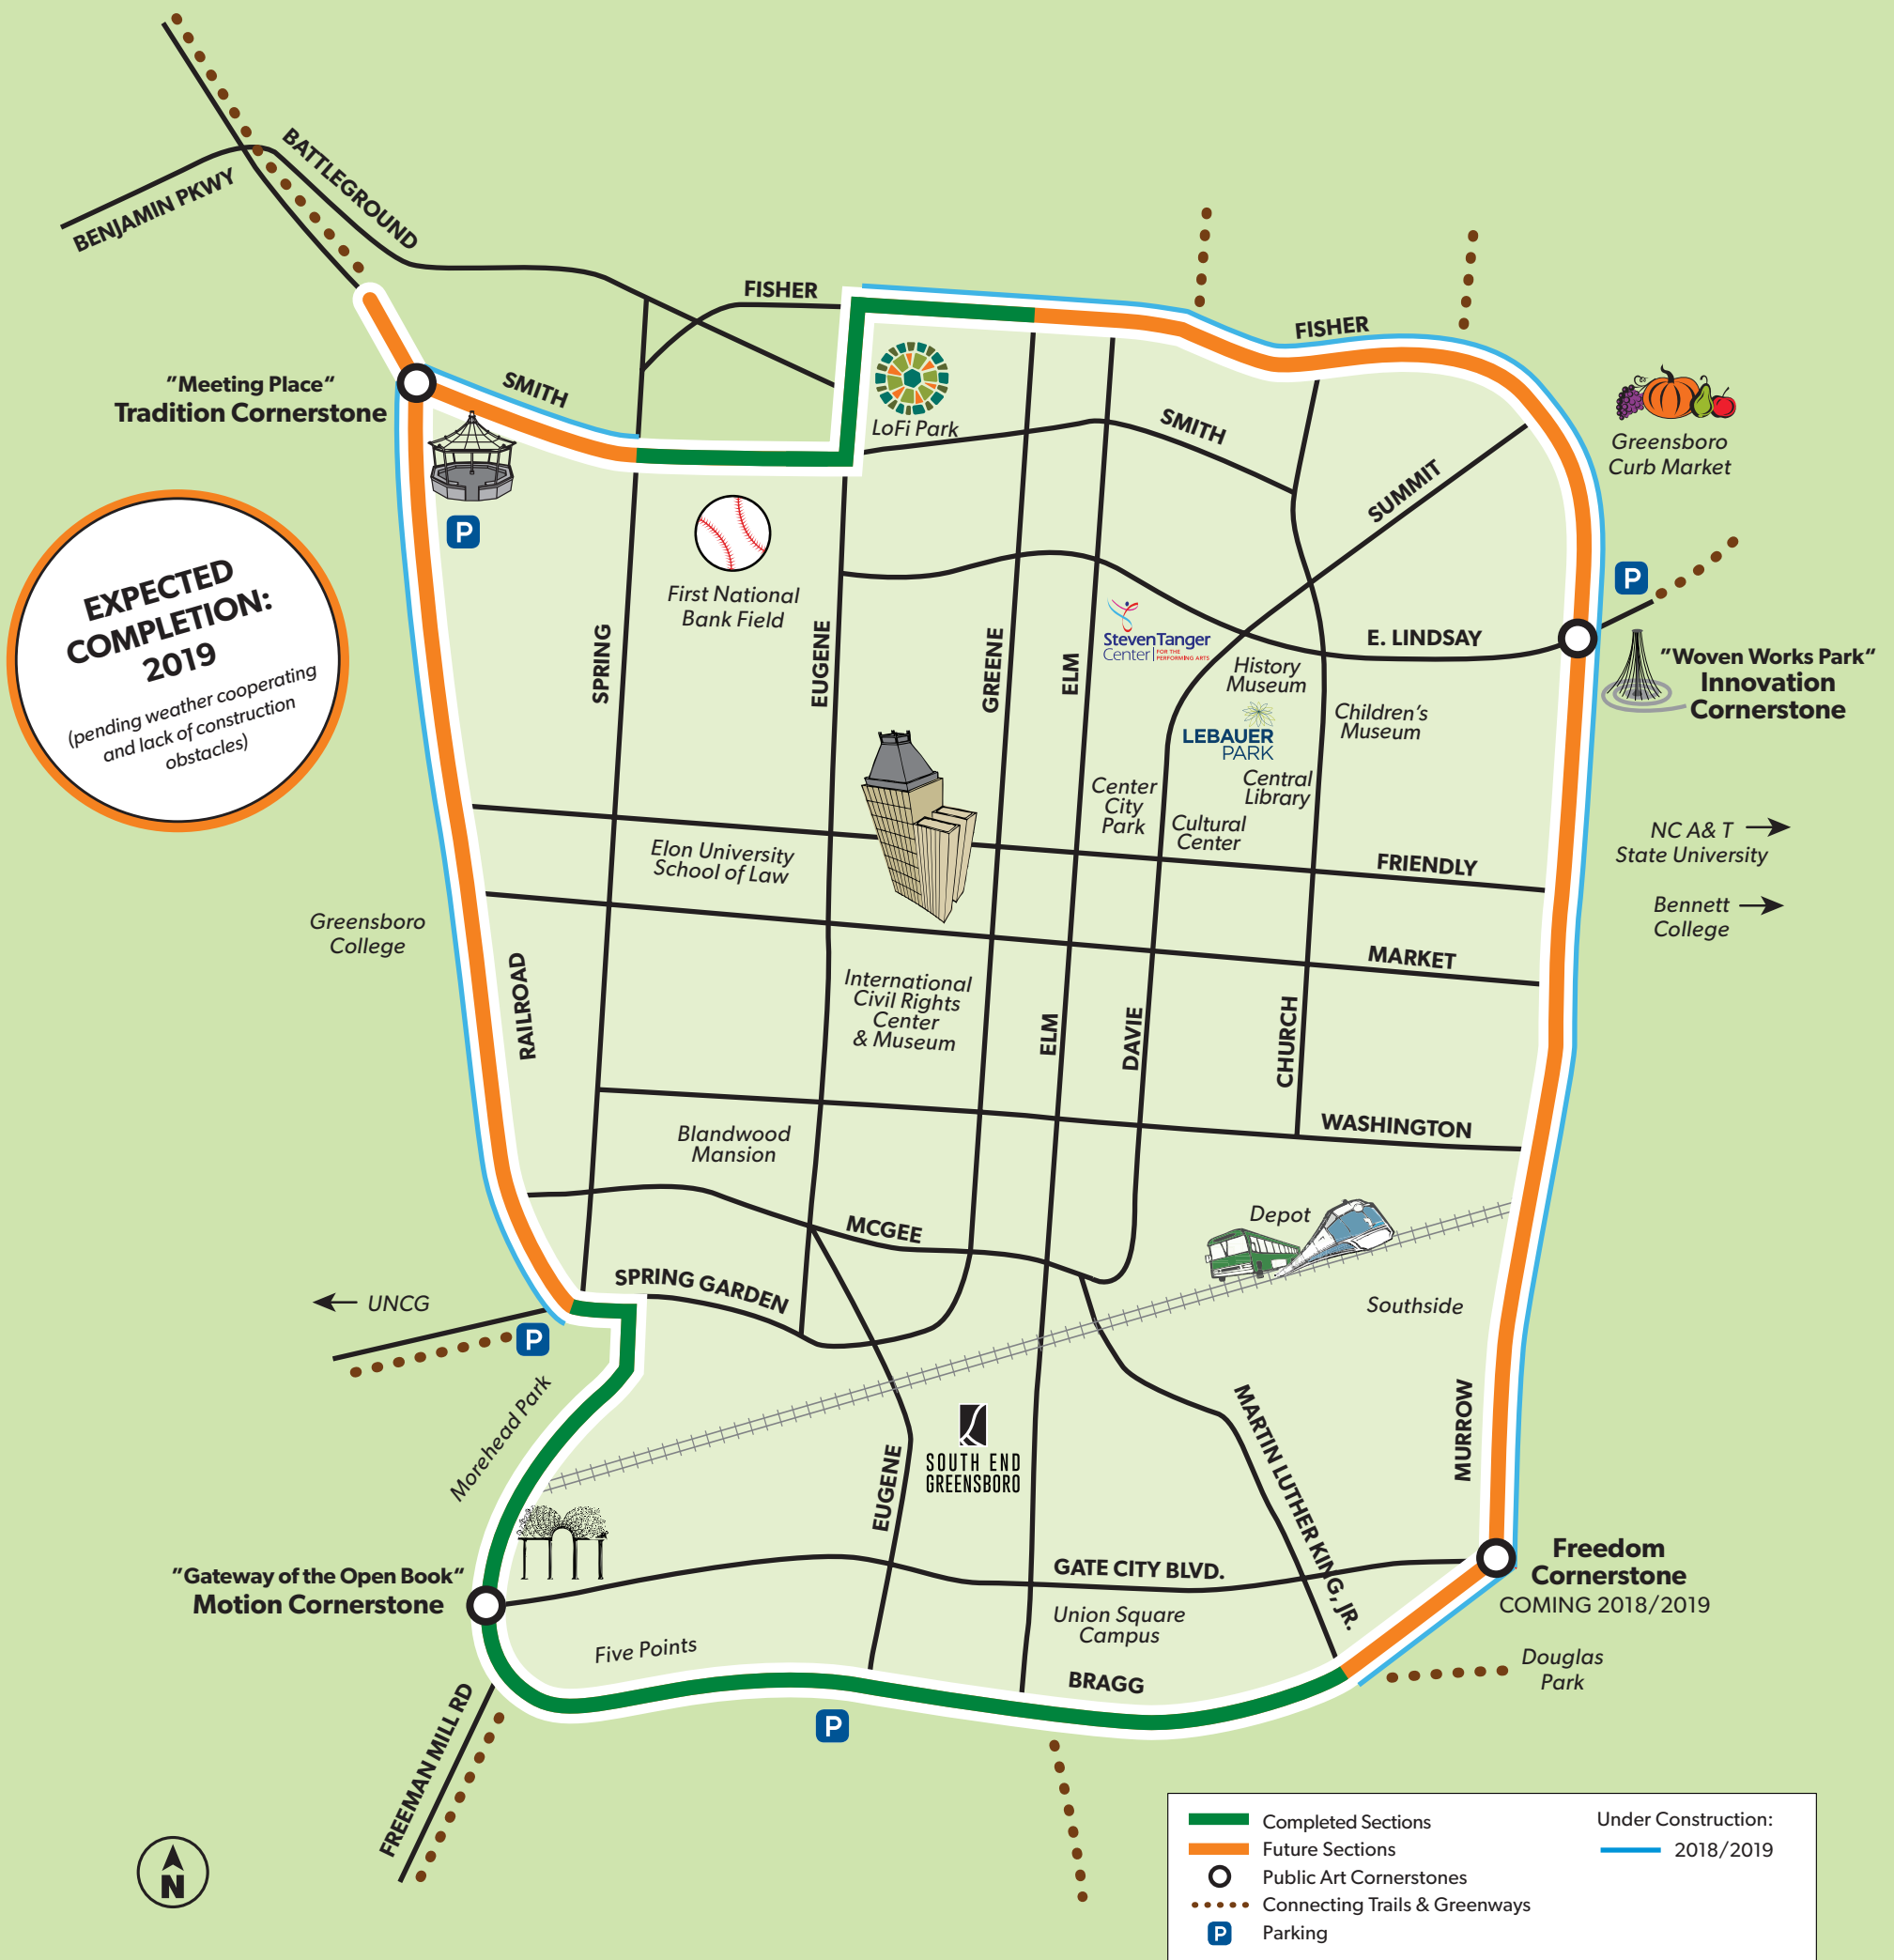 BATTLEGROUND
BENJAMIN PKWY
FISHER
FISHER
"Meeting Place"
Tradition Cornerstone
SMITH
LoFi Park
SMITH
SUMMIT
Greensboro
Curb Market
P
P
EXPECTED
COMPLETION:
2019
(pending weather cooperating
and lack of construction
obstacles)
First National
Bank Field
SPRING
EUGENE
GREENE
ELM
StevenTanger
Center FOR THE
PERFORMING ARTS
E. LINDSAY
History
Museum
"Woven Works Park"
Innovation
Cornerstone
LEBAUER
PARK
Children's
Museum
Central
Library
Center
City
Park
Cultural
Center
NC A& T
State University
Elon University
School of Law
FRIENDLY
Bennett
College
Greensboro
College
MARKET
RAILROAD
International
Civil Rights
Center
& Museum
ELM
DAVIE
CHURCH
WASHINGTON
Blandwood
Mansion
MCGEE
Depot
SPRING GARDEN
UNCG
P
Southside
Morehead Park
SOUTH END
GREENSBORO
EUGENE
MARTIN LUTHER KING, JR.
MURROW
"Gateway of the Open Book"
Motion Cornerstone
GATE CITY BLVD.
Freedom
Cornerstone
COMING 2018/2019
Union Square
Campus
Five Points
Douglas
Park
BRAGG
P
FREEMAN MILL RD
N
Completed Sections
Future Sections
Public Art Cornerstones
Connecting Trails & Greenways
P
Parking
Under Construction:
2018/2019